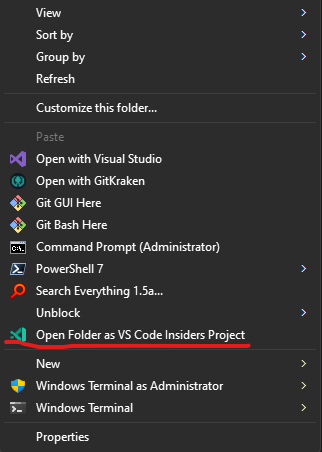 View
Sort by
Group by
Refresh
Customize this folder...
Paste
Open with Visual Studio
Open with GitKraken
Git GUI Here
Git Bash Here
Command Prompt (Administrator)
PowerShell 7
Search Everything 1.5a...
Unblock
Open Folder as VS Code Insiders Project
New
Windows Terminal as Administrator
Windows Terminal
Properties